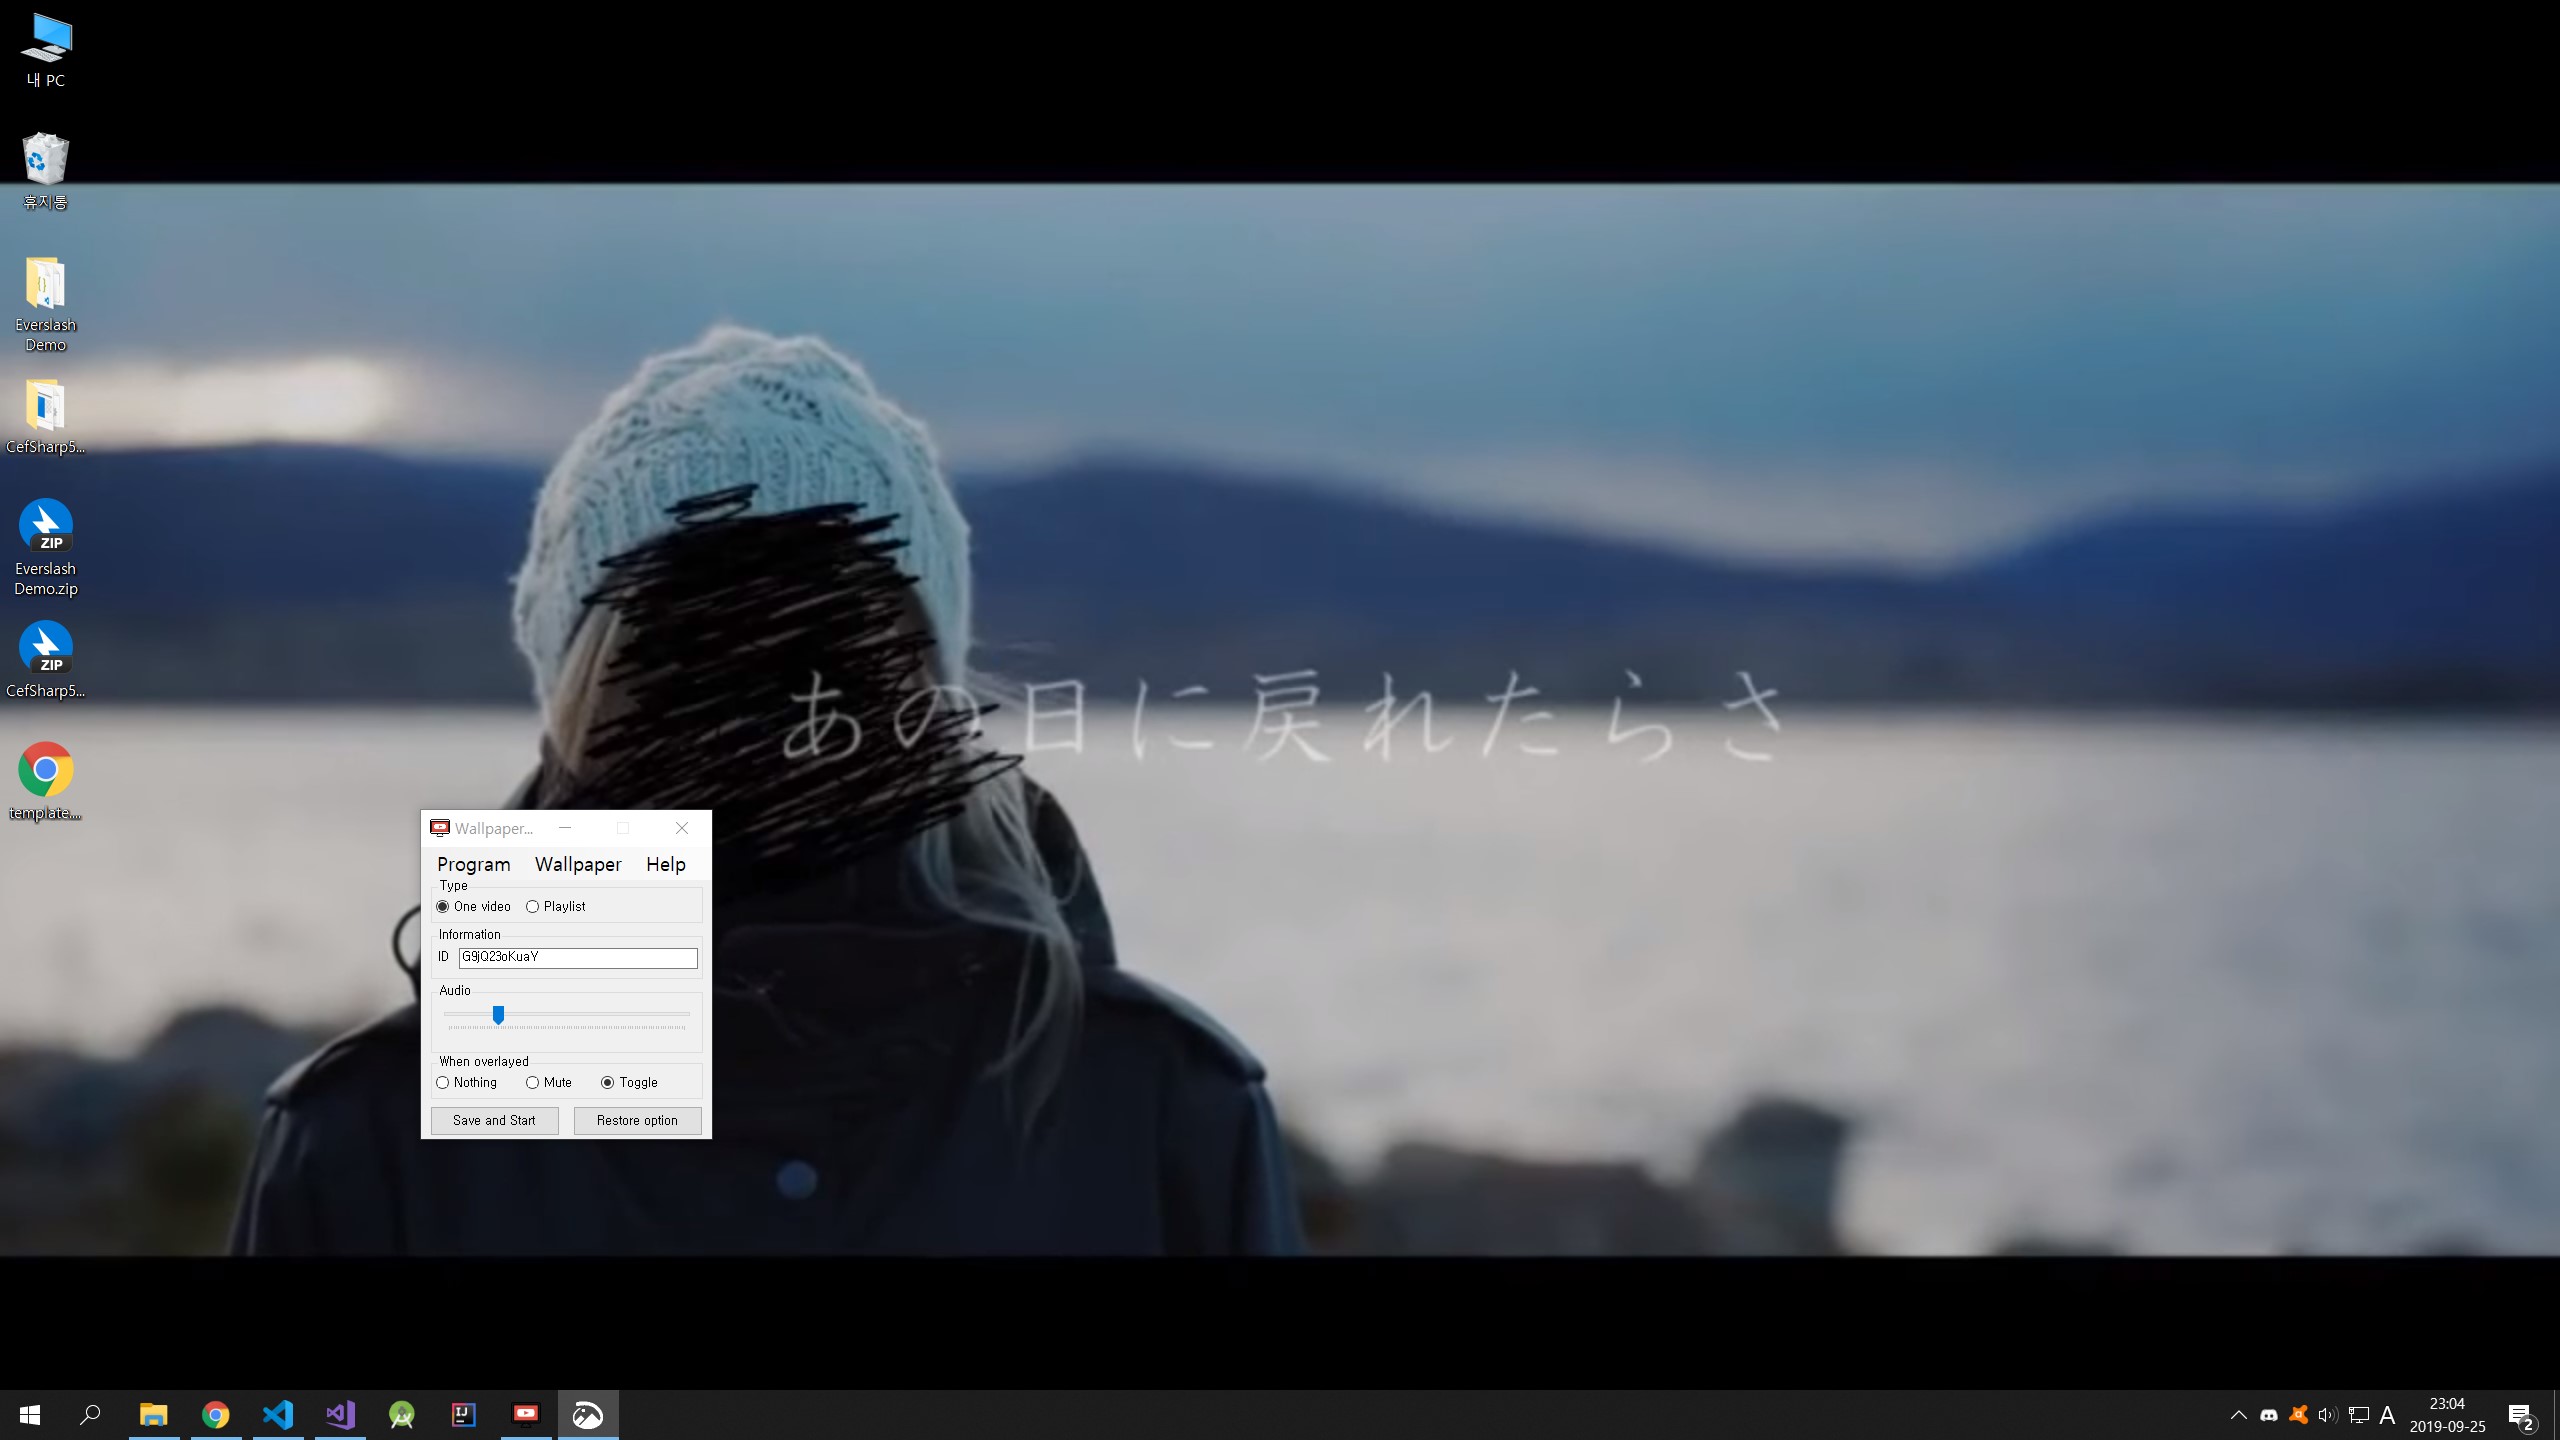 내 PC
휴지통
Everslash
Demo
CefSharp5...
ZIP
Everslash
Demo.zip
ZIP
CefSharp5...
template....
あの日に戻れたらさ
Wallpaper...
Program Wallpaper Help
Type
One video Playlist
Information
ID G9jQ23oKuaY
Audio
When overlayed
Nothing Mute Toggle
Save and Start Restore option
IJ
A
23:04
2019-09-25
2